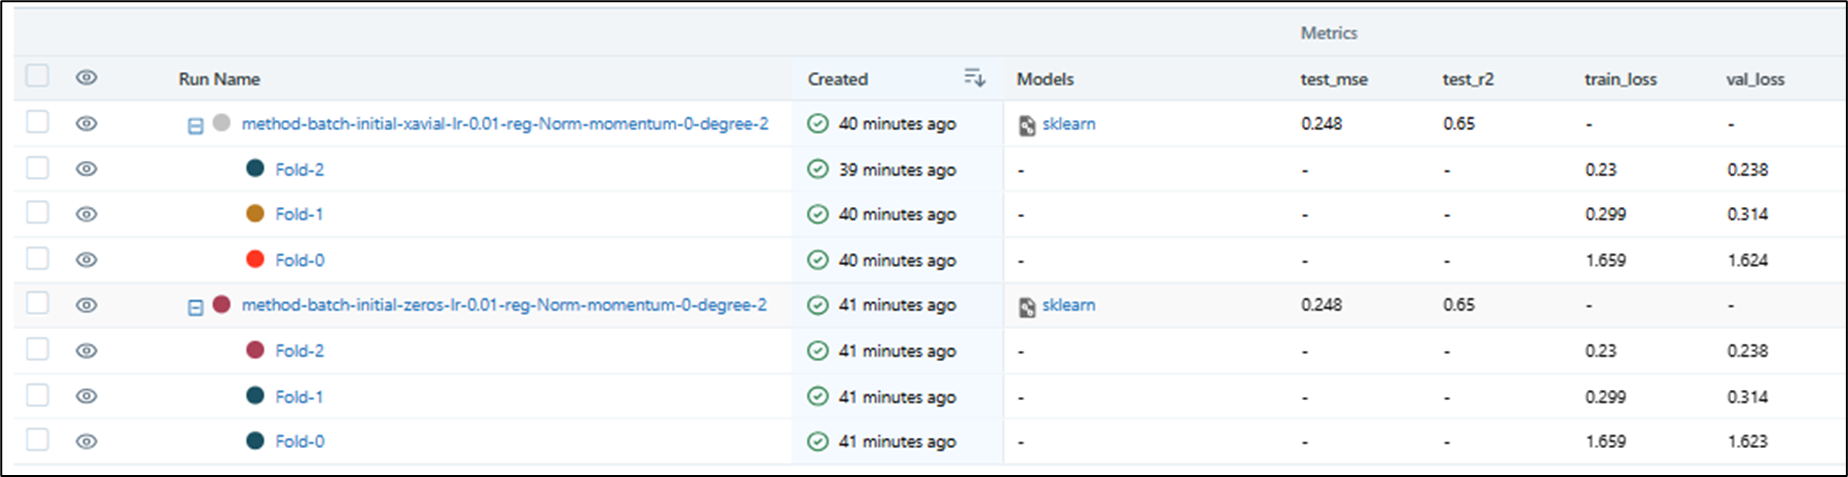 Metrics
Run Name Created Models test_mse test_r2 train_loss val_loss
method-batch-initial-xavial-lr-0.01-reg-Norm-momentum-0-degree-2 40 minutes ago sklearn 0.248 0.65 - -
Fold-2 39 minutes ago - - - 0.23 0.238
Fold-1 40 minutes ago - - - 0.299 0.314
Fold-0 40 minutes ago - - - 1.659 1.624
method-batch-initial-zeros-lr-0.01-reg-Norm-momentum-0-degree-2 41 minutes ago sklearn 0.248 0.65 - -
Fold-2 41 minutes ago - - - 0.23 0.238
Fold-1 41 minutes ago - - - 0.299 0.314
Fold-0 41 minutes ago - - - 1.659 1.623